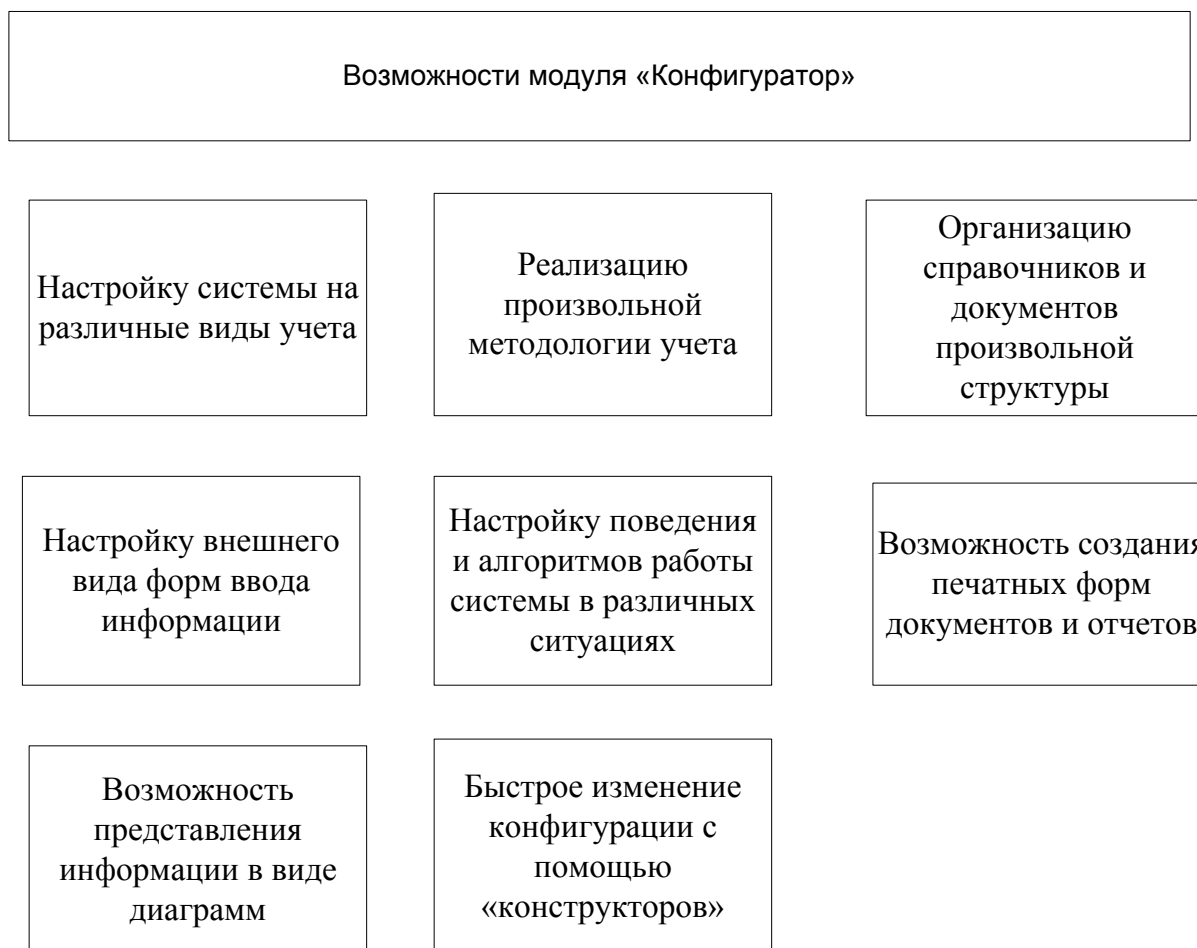 Возможности модуля «Конфигуратор»
Настройку системы на
различные виды учета
Реализацию
произвольной
методологии учета
Организацию
справочников и
документов
произвольной
структуры
Настройку внешнего
вида форм ввода
информации
Настройку поведения
и алгоритмов работы
системы в различных
ситуациях
Возможность создания
печатных форм
документов и отчетов
Возможность
представления
информации в виде
диаграмм
Быстрое изменение
конфигурации с
помощью
«конструкторов»